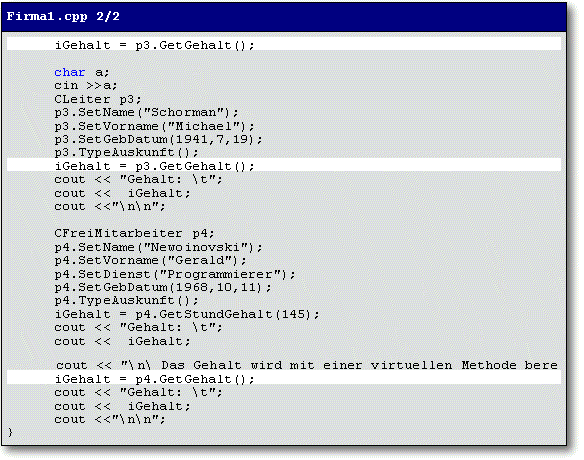 Firma1.cpp 2/2
iGehalt = p3.GetGehalt();
char a;
cin >>a;
CLeiter p3;
p3.SetName("Schorman");
p3.SetVorname("Michael");
p3.SetGebDatum(1941,7,19);
p3.TypeAuskunft();
iGehalt = p3.GetGehalt();
cout << "Gehalt: \t";
cout <<  iGehalt;
cout <<"\n\n";
CFreiMitarbeiter p4;
p4.SetName("Newoinovski");
p4.SetVorname("Gerald");
p4.SetDienst("Programmierer");
p4.SetGebDatum(1968,10,11);
p4.TypeAuskunft();
iGehalt = p4.GetStundGehalt(145);
cout << "Gehalt: \t";
cout <<  iGehalt;
cout << "\n\ Das Gehalt wird mit einer virtuellen Methode bere
iGehalt = p4.GetGehalt();
cout << "Gehalt: \t";
cout <<  iGehalt;
cout <<"\n\n";
}